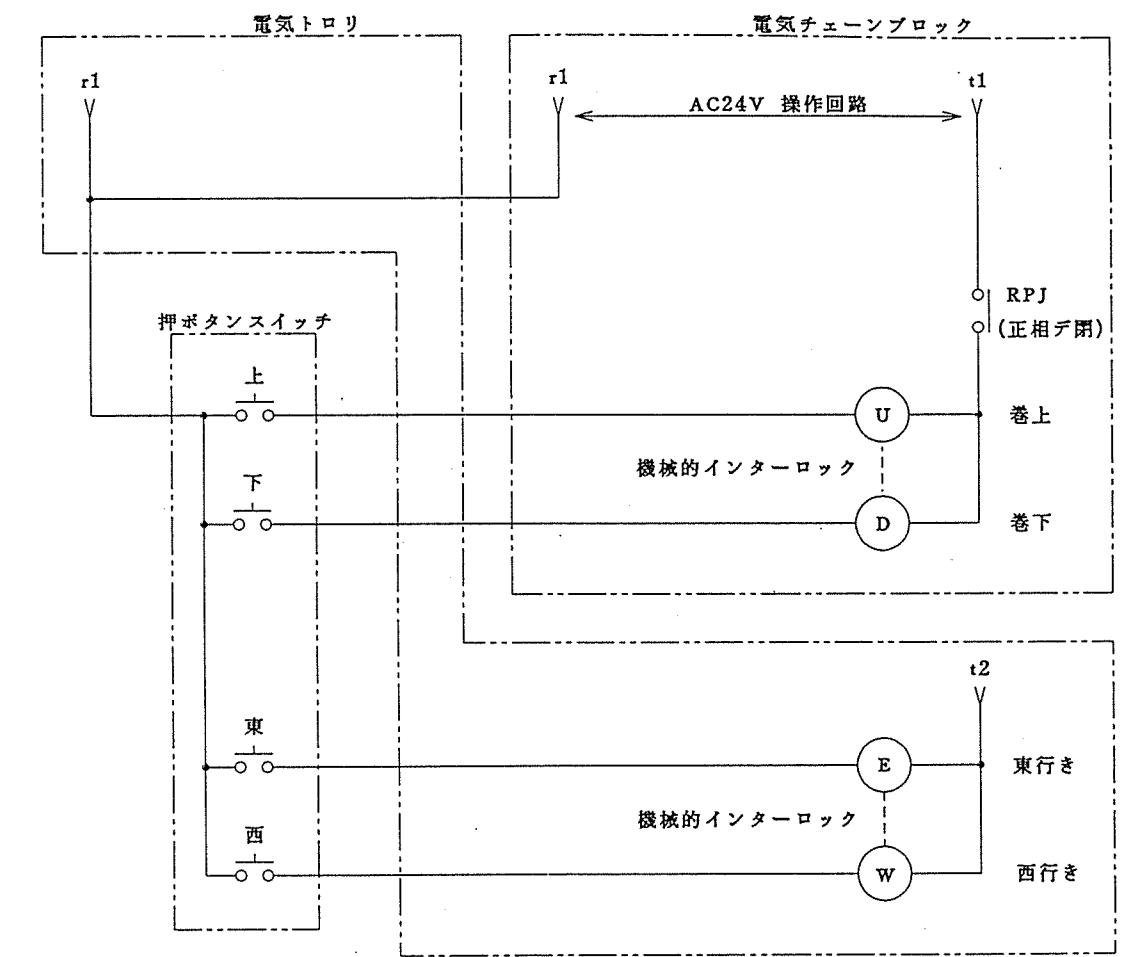 電気トロリ
電気チェーンブロック
r1
r1
t1
AC24V 操作回路
RPJ
(正相デ閉)
押ボタンスイッチ
上
U
巻上
機械的インターロック
下
D
巻下
t2
東
E
東行き
機械的インターロック
西
W
西行き